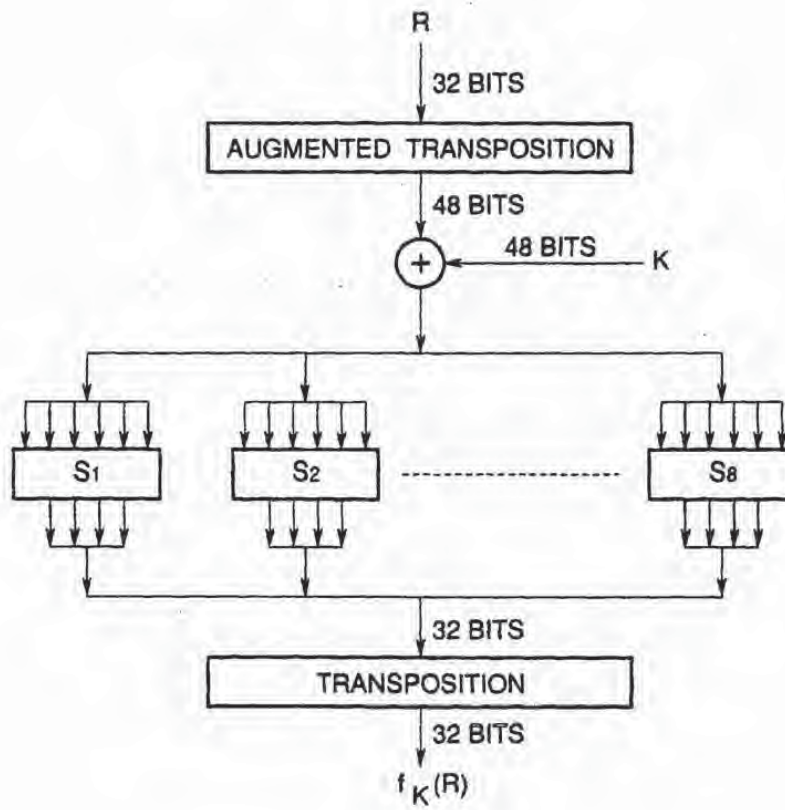 R
32 BITS
AUGMENTED TRANSPOSITION
48 BITS
+
48 BITS
K
S1
S2
S8
32 BITS
TRANSPOSITION
32 BITS
fK(R)